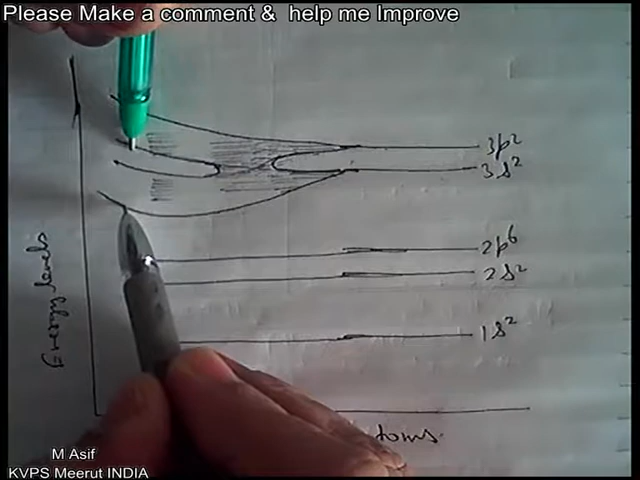 Please Make a comment & help me Improve
3p²
3s²
2p⁶
2s²
1s²
Energy levels
toms
M Asif
KVPS Meerut INDIA